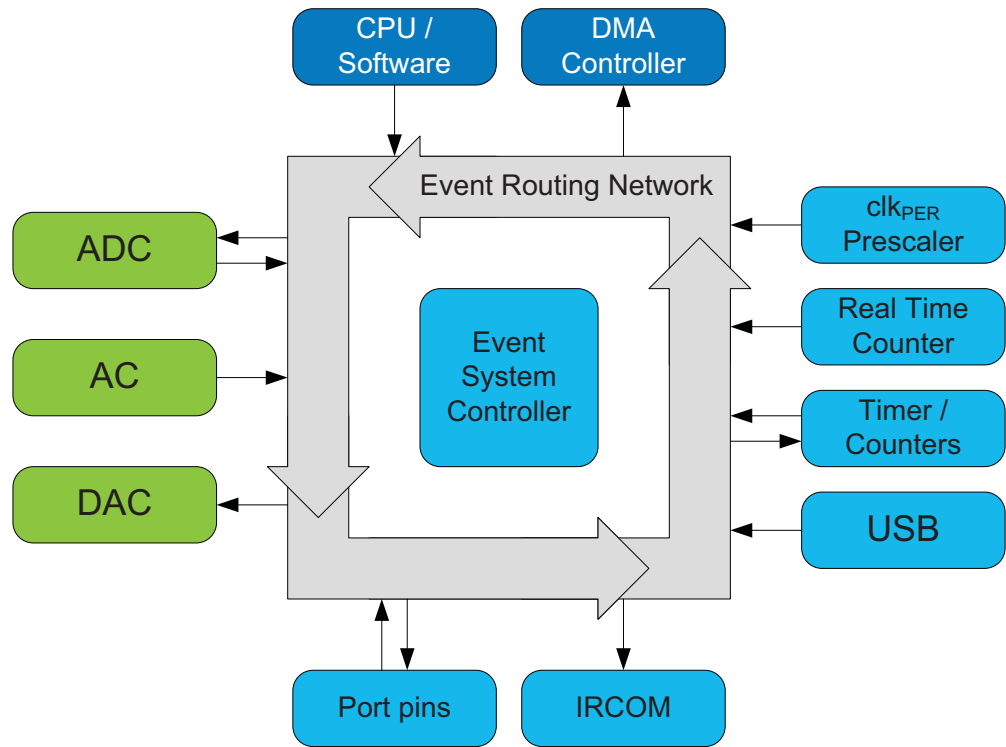 CPU /
Software
DMA
Controller
Event Routing Network
ADC
AC
DAC
Event
System
Controller
clkPER
Prescaler
Real Time
Counter
Timer /
Counters
USB
Port pins
IRCOM